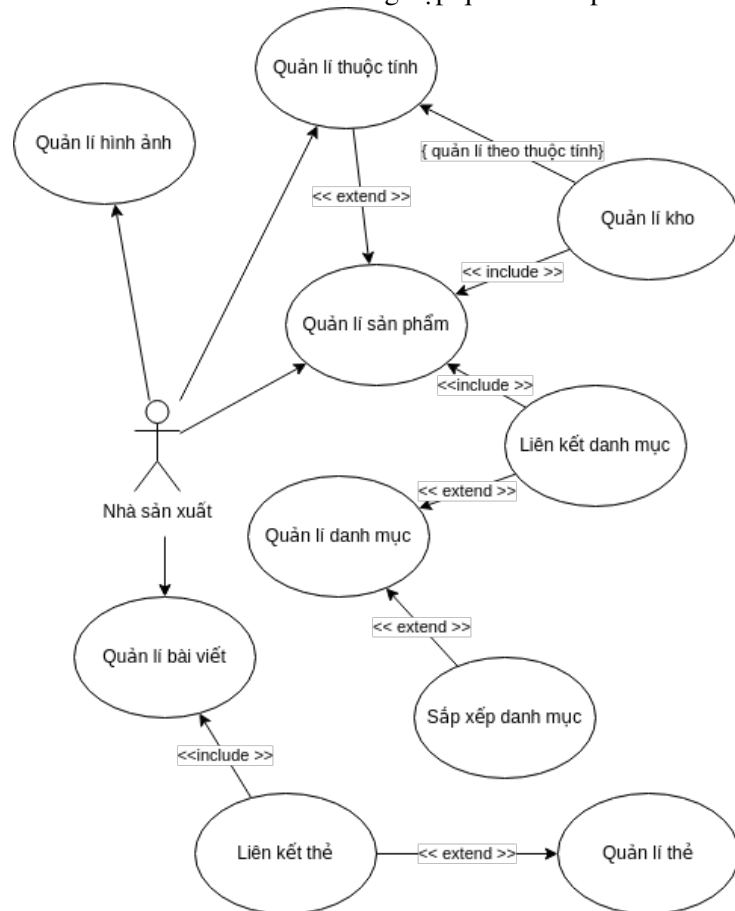 Quản lí thuộc tính
Quản lí hình ảnh
{ quản lí theo thuộc tính}
<< extend >>
Quản lí kho
<< include >>
Quản lí sản phẩm
<<include >>
Liên kết danh mục
<< extend >>
Nhà sản xuất
Quản lí danh mục
<< extend >>
Quản lí bài viết
Sắp xếp danh mục
<<include >>
Liên kết thẻ
<< extend >>
Quản lí thẻ